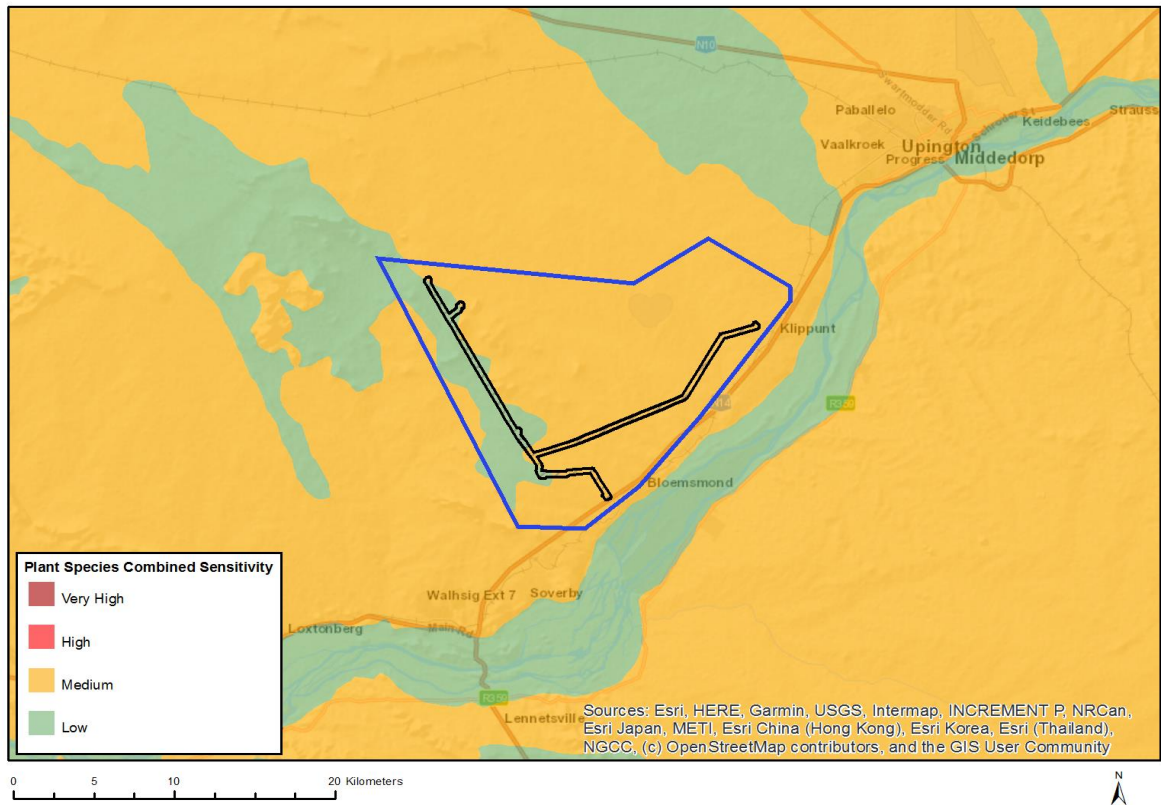 N10
Swartmodder Rd
Schroder St
Paballelo
Keidebees
Strauss
Vaalkroek
Upington
Progress
Middedorp
Klippunt
N14
R359
Bloemsmond
Plant Species Combined Sensitivity
Very High
High
Medium
Low
Walhsig Ext 7
Soverby
Loxtonberg
Main Rd
R359
Lennetsville
Sources: Esri, HERE, Garmin, USGS, Intermap, INCREMENT P, NRCan,
Esri Japan, METI, Esri China (Hong Kong), Esri Korea, Esri (Thailand),
NGCC, (c) OpenStreetMap contributors, and the GIS User Community
0 5 10 20 Kilometers
N